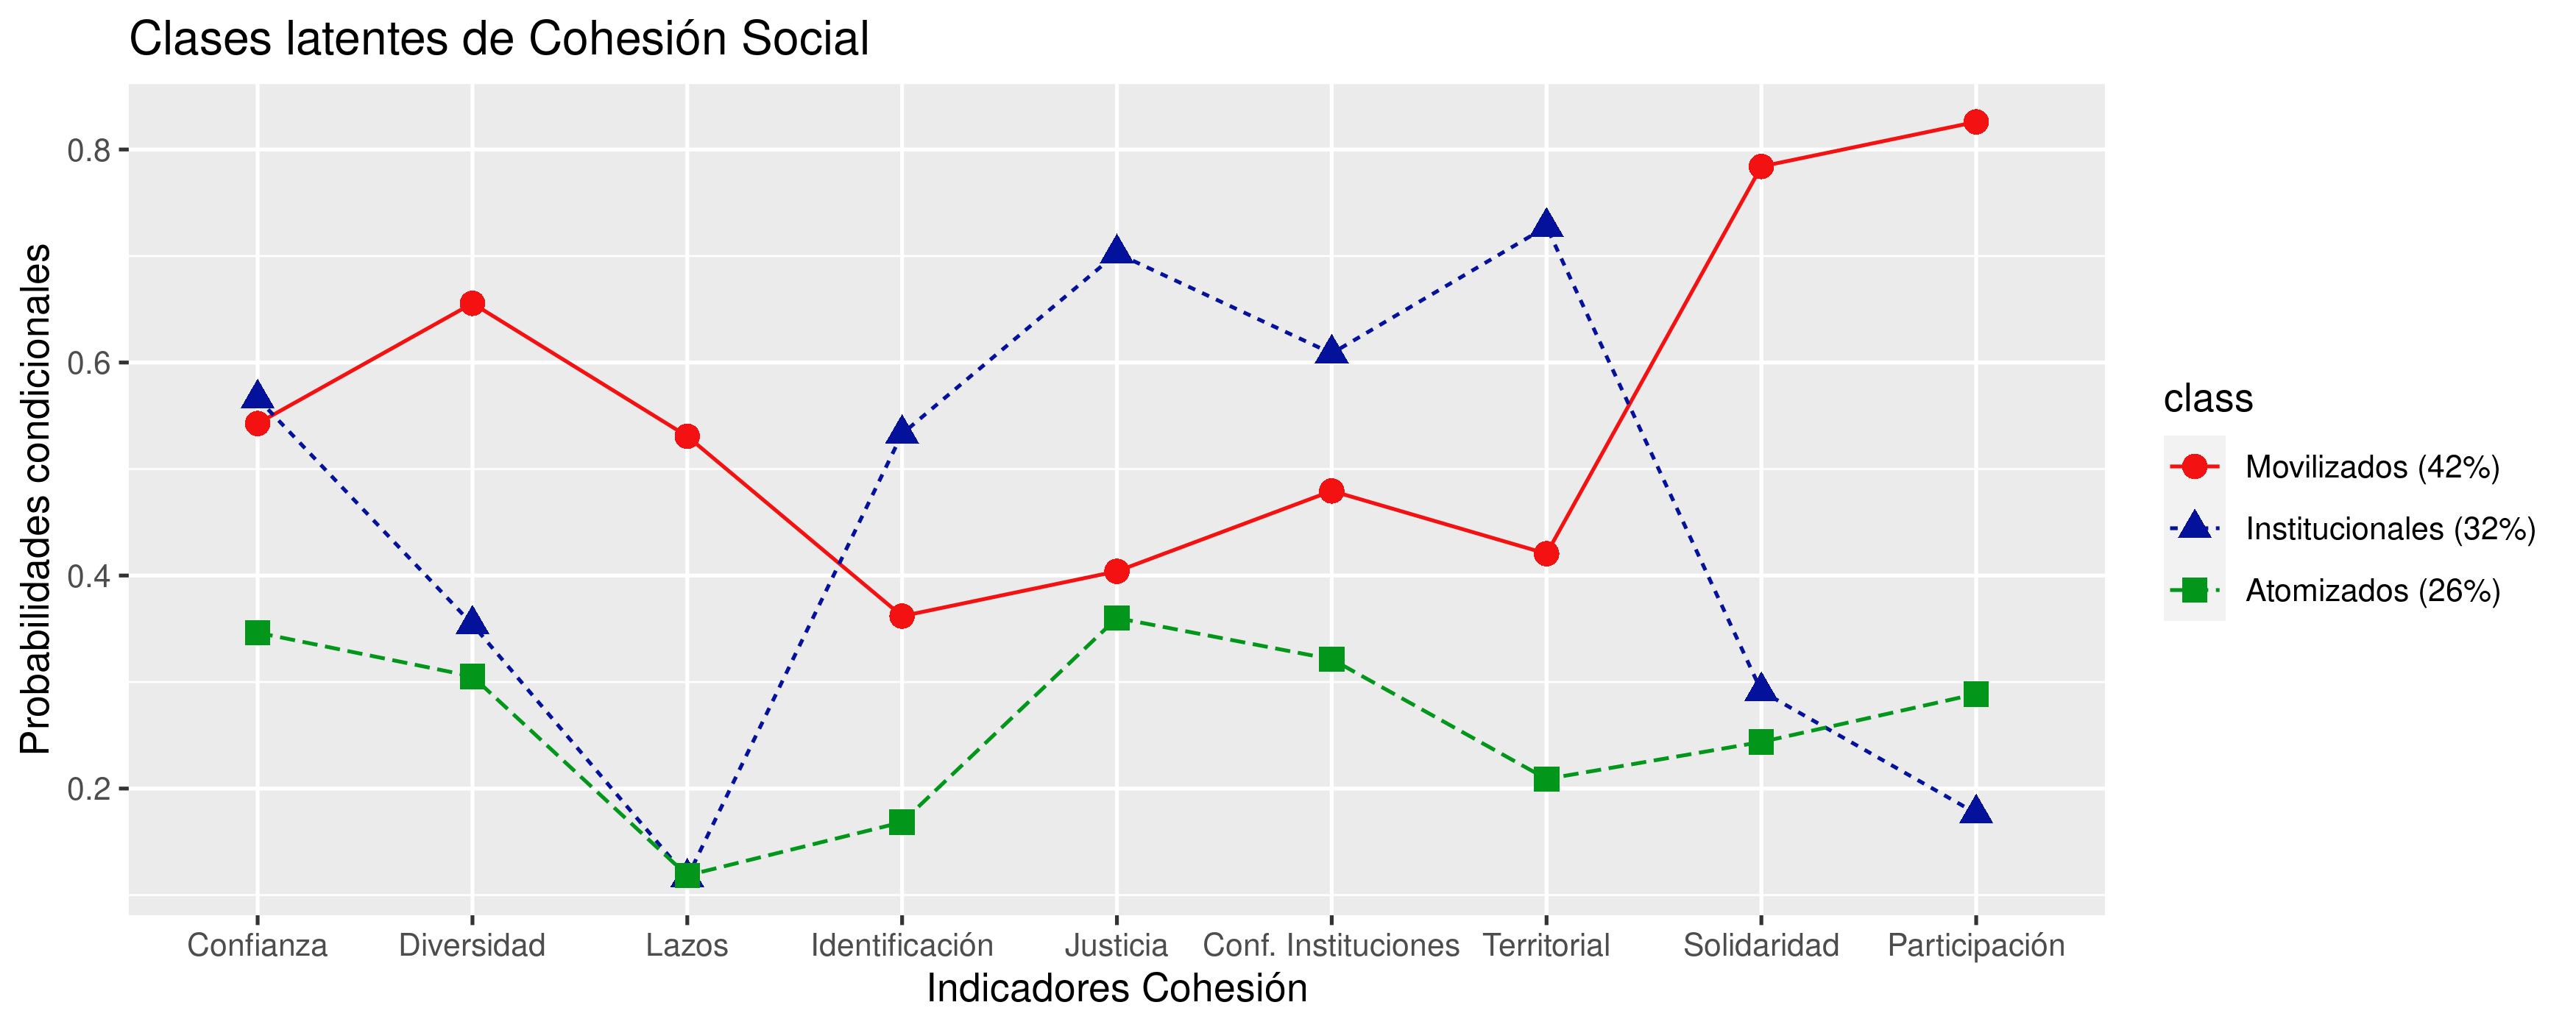 Clases latentes de Cohesión Social
Probabilidades condicionales
0.8
0.6
0.4
0.2
Confianza Diversidad Lazos Identificación Justicia Conf. Instituciones Territorial Solidaridad Participación
Indicadores Cohesión
class
Movilizados (42%)
Institucionales (32%)
Atomizados (26%)